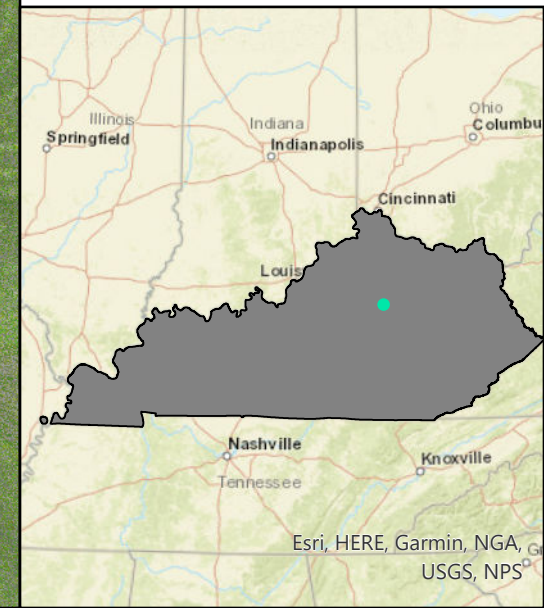 Illinois
Springfield
Indiana
Indianapolis
Ohio
Columbu
Cincinnati
Louis
Nashville
Tennessee
Knoxville
Esri, HERE, Garmin, NGA,
USGS, NPS